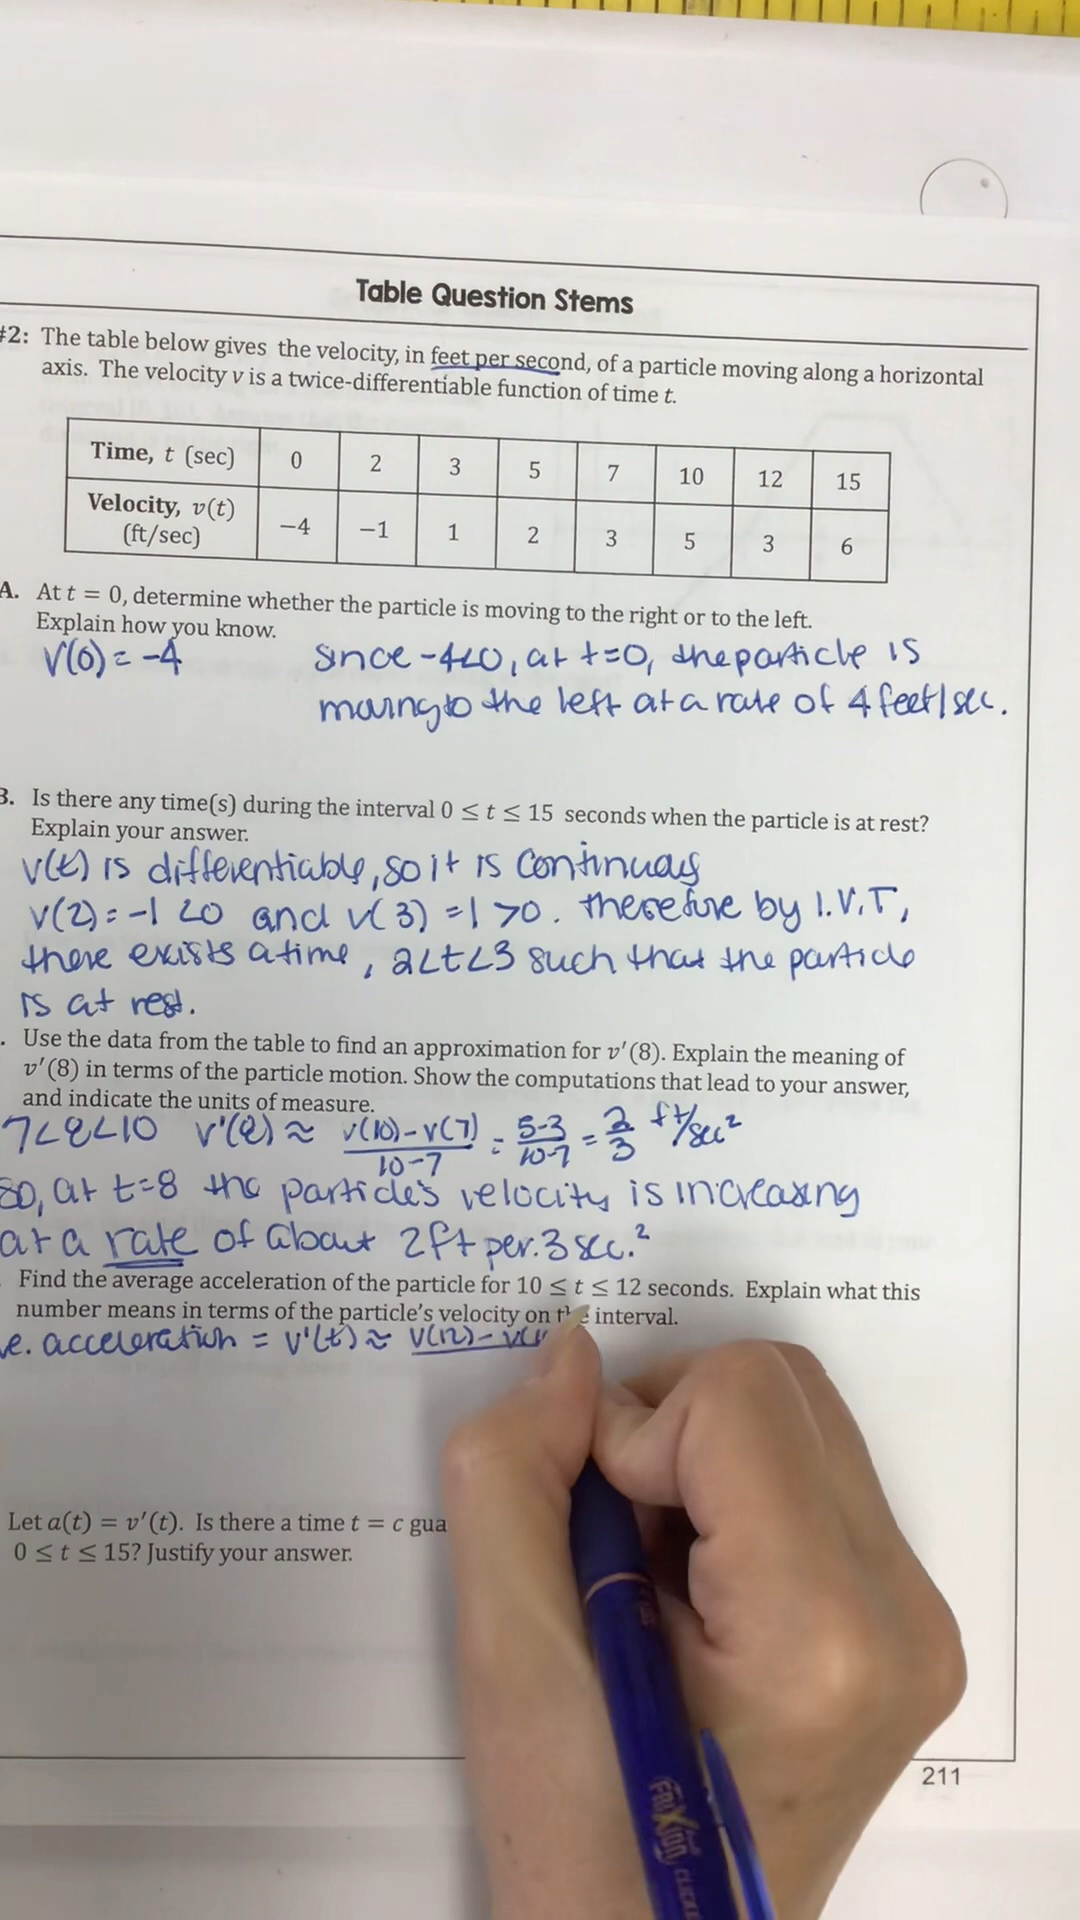 Table Question Stems
#2: The table below gives the velocity, in feet per second, of a particle moving along a horizontal
axis. The velocity v is a twice-differentiable function of time t.
Time, t (sec) 0 2 3 5 7 10 12 15
Velocity, v(t) (ft/sec) −4 −1 1 2 3 5 3 6
A. At t = 0, determine whether the particle is moving to the right or to the left.
Explain how you know.
v(0) = -4 since -4<0, at t=0, the particle is
moving to the left at a rate of 4 feet/sec.
3. Is there any time(s) during the interval 0 ≤ t ≤ 15 seconds when the particle is at rest?
Explain your answer.
v(t) is differentiable, so it is continuous
v(2) = -1 <0 and v(3) = 1 >0. therefore by I.V.T,
there exists a time, 2<t<3 such that the particle
is at rest.
. Use the data from the table to find an approximation for v′(8). Explain the meaning of
v′(8) in terms of the particle motion. Show the computations that lead to your answer,
and indicate the units of measure.
7<8<10 v'(8) ≈ v(10)-v(7)/10-7 = 5-3/10-7 = 2/3 ft/sec²
so, at t=8 the particle's velocity is increasing
at a rate of about 2ft per.3 sec.²
Find the average acceleration of the particle for 10 ≤ t ≤ 12 seconds. Explain what this
number means in terms of the particle's velocity on the interval.
ve. acceleration = v'(t) ≈ v(12) - v(1
Let a(t) = v′(t). Is there a time t = c gua
0 ≤ t ≤ 15? Justify your answer.
211
FRIXION CLICKE